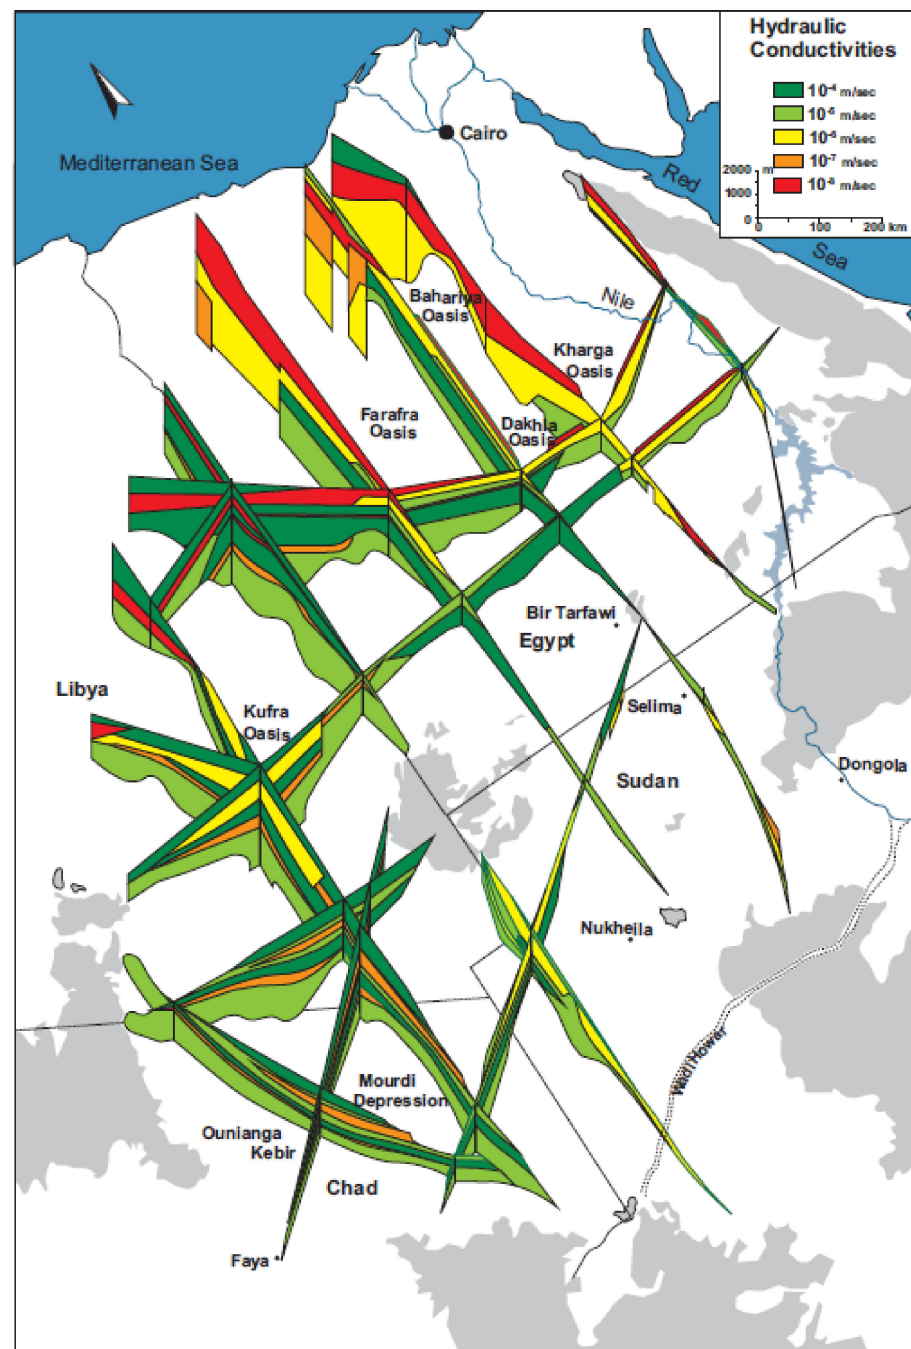 Hydraulic
Conductivities
10-4 m/sec
10-5 m/sec
10-6 m/sec
10-7 m/sec
10-8 m/sec
2000 m
1000
0
0 100 200 km
Cairo
Mediterranean Sea
Red
Sea
Nile
Bahariya
Oasis
Kharga
Oasis
Farafra
Oasis
Dakhla
Oasis
Bir Tarfawi
Egypt
Libya
Kufra
Oasis
Selima
Dongola
Sudan
Nukheila
Wadi Howar
Mourdi
Depression
Ounianga
Kebir
Chad
Faya